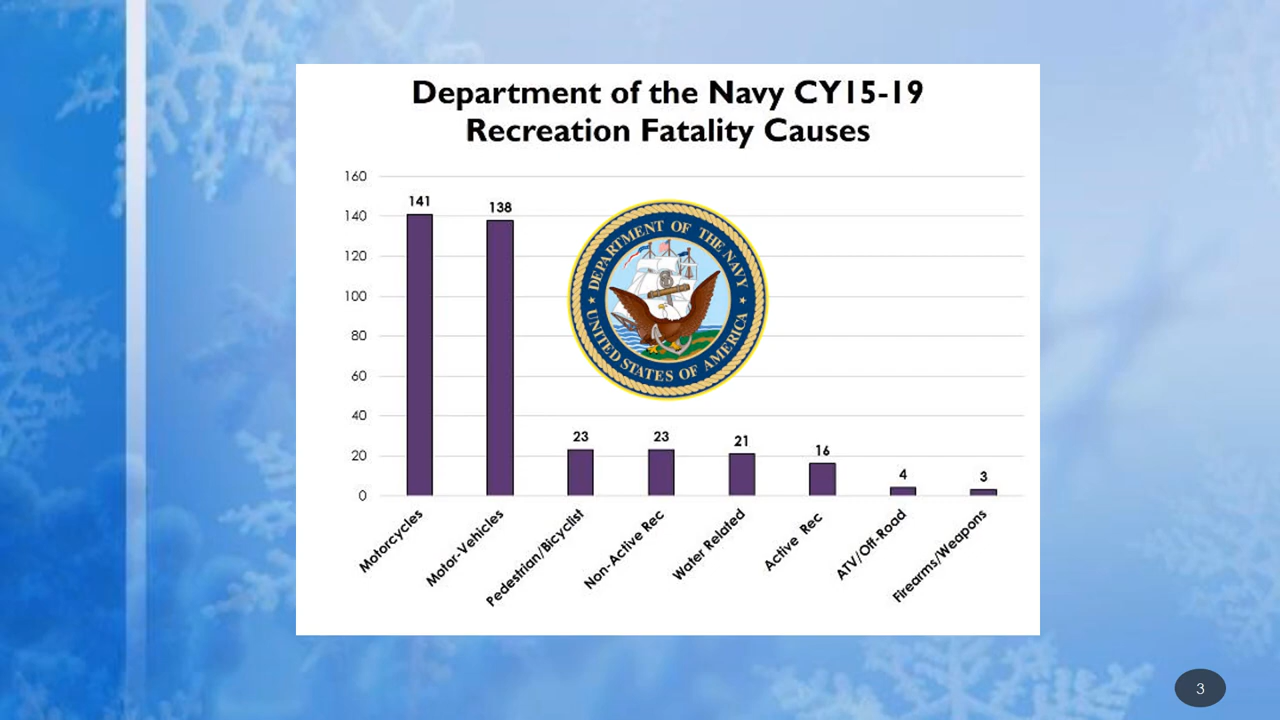 Department of the Navy CY15-19
Recreation Fatality Causes
160
140
120
100
80
60
40
20
0
141
138
23
23
21
16
4
3
DEPARTMENT OF THE NAVY
UNITED STATES OF AMERICA
Motorcycles
Motor-Vehicles
Pedestrian/Bicyclist
Non-Active Rec
Water Related
Active Rec
ATV/Off-Road
Firearms/Weapons
3